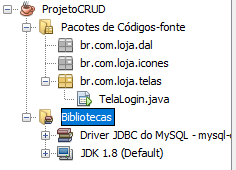 ProjetoCRUD
Pacotes de Códigos-fonte
br.com.loja.dal
br.com.loja.icones
br.com.loja.telas
TelaLogin.java
Bibliotecas
Driver JDBC do MySQL - mysql-
JDK 1.8 (Default)